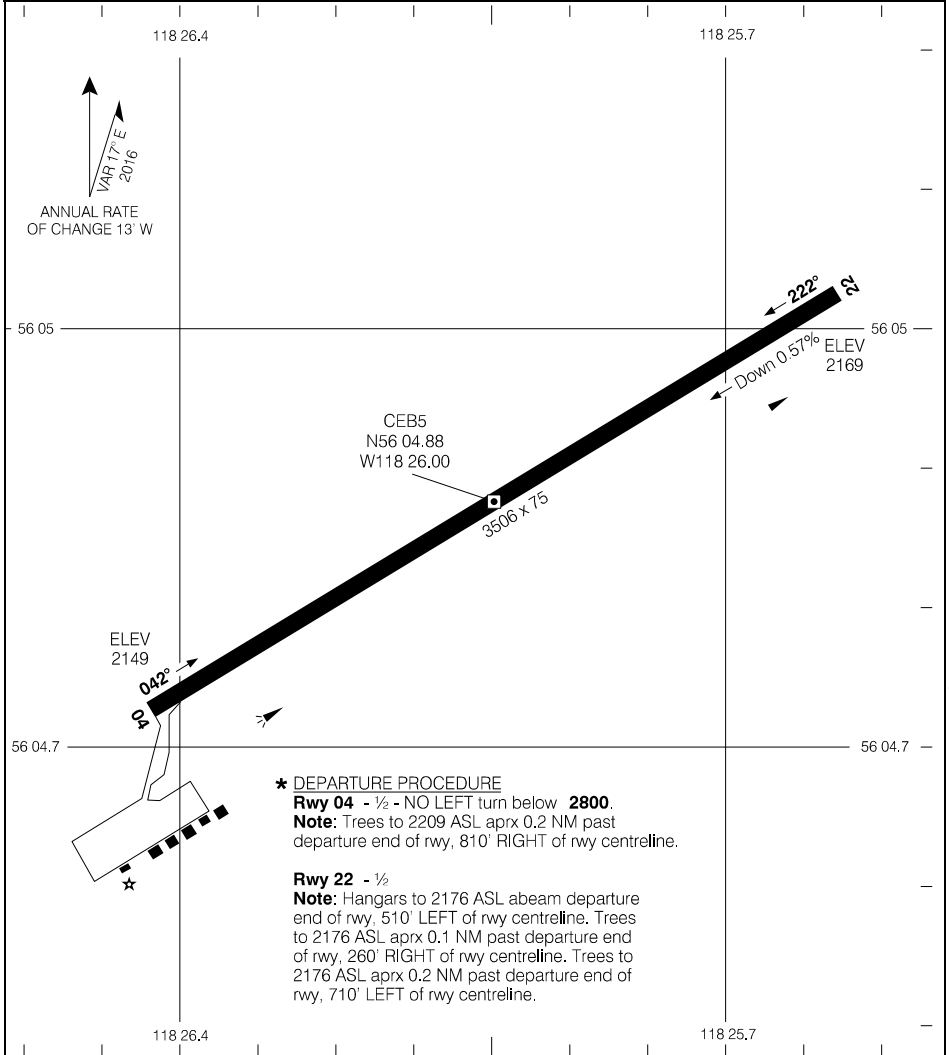 118 26.4
118 25.7
VAR 17° E
2016
ANNUAL RATE
OF CHANGE 13' W
222°
22
56 05
56 05
Down 0.57%
ELEV
2169
CEB5
N56 04.88
W118 26.00
3506 x 75
ELEV
2149
042°
04
56 04.7
56 04.7
* DEPARTURE PROCEDURE
Rwy 04 - ½ - NO LEFT turn below 2800.
Note: Trees to 2209 ASL aprx 0.2 NM past
departure end of rwy, 810' RIGHT of rwy centreline.
Rwy 22 - ½
Note: Hangars to 2176 ASL abeam departure
end of rwy, 510' LEFT of rwy centreline. Trees
to 2176 ASL aprx 0.1 NM past departure end
of rwy, 260' RIGHT of rwy centreline. Trees to
2176 ASL aprx 0.2 NM past departure end of
rwy, 710' LEFT of rwy centreline.
118 26.4
118 25.7